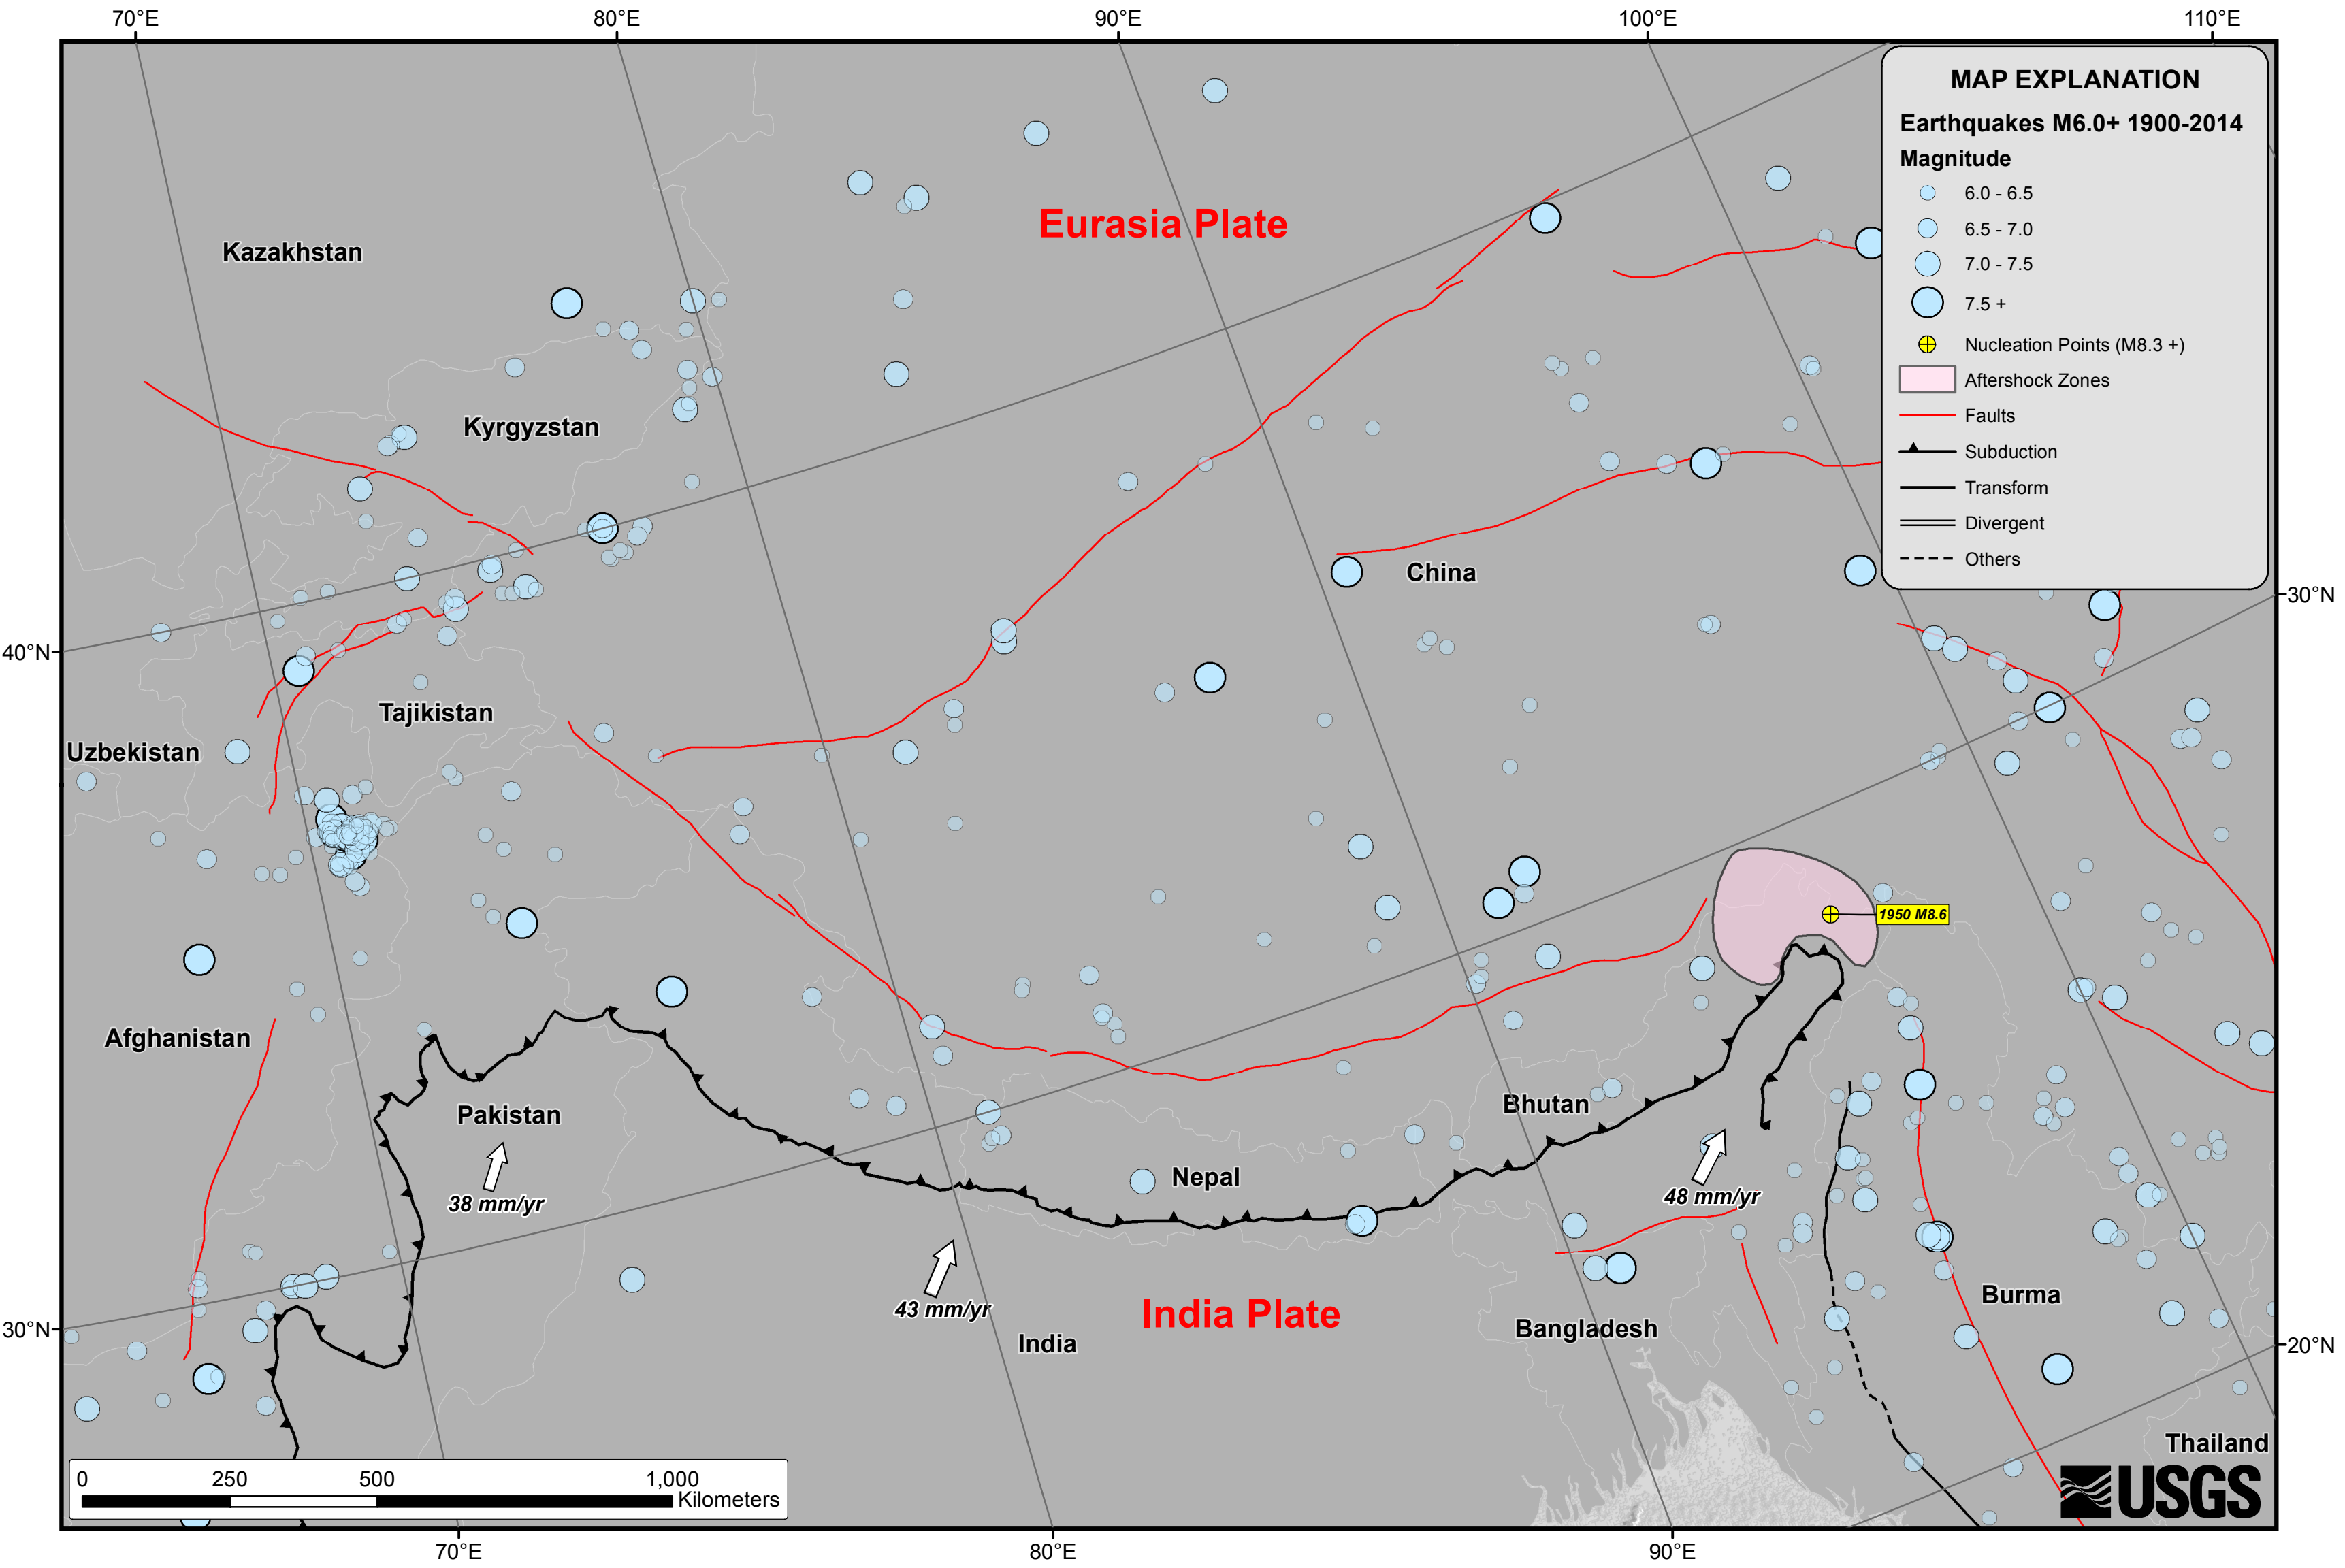 70°E
80°E
90°E
100°E
110°E
MAP EXPLANATION
Earthquakes M6.0+ 1900-2014
Magnitude
6.0 - 6.5
6.5 - 7.0
7.0 - 7.5
7.5 +
Nucleation Points (M8.3 +)
Aftershock Zones
Faults
Subduction
Transform
Divergent
Others
Eurasia Plate
Kazakhstan
Kyrgyzstan
China
30°N
40°N
Tajikistan
Uzbekistan
1950 M8.6
Afghanistan
Pakistan
Bhutan
Nepal
38 mm/yr
48 mm/yr
43 mm/yr
India Plate
Burma
India
Bangladesh
30°N
20°N
Thailand
0 250 500 1,000
Kilometers
USGS
70°E
80°E
90°E